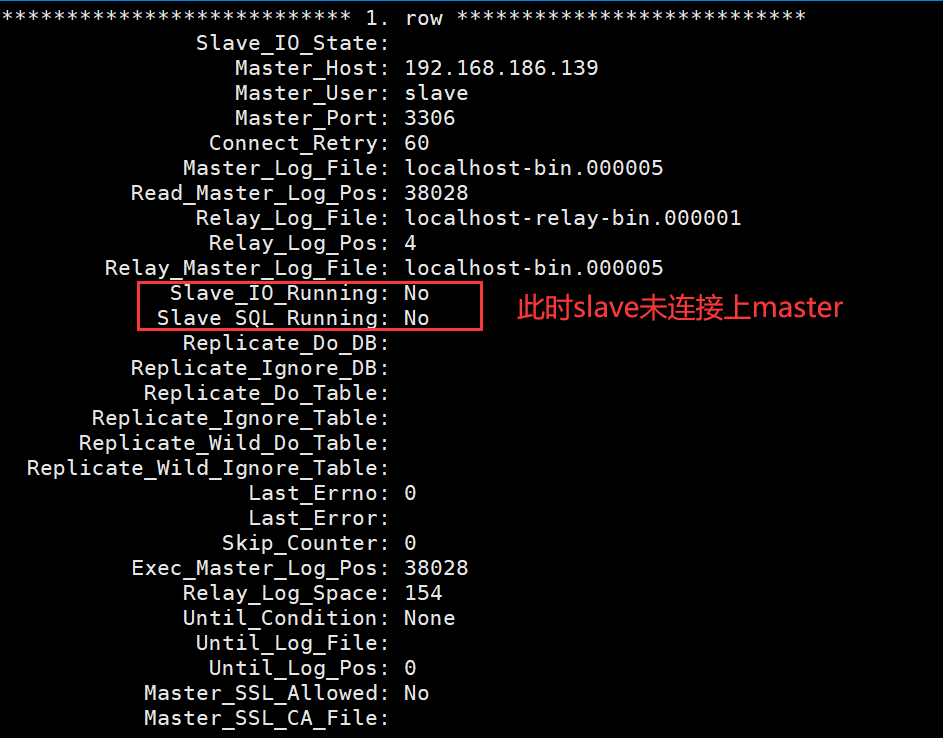 *************************** 1. row ***************************
Slave_IO_State:
Master_Host: 192.168.186.139
Master_User: slave
Master_Port: 3306
Connect_Retry: 60
Master_Log_File: localhost-bin.000005
Read_Master_Log_Pos: 38028
Relay_Log_File: localhost-relay-bin.000001
Relay_Log_Pos: 4
Relay_Master_Log_File: localhost-bin.000005
Slave_IO_Running: No
Slave_SQL_Running: No
此时slave未连接上master
Replicate_Do_DB:
Replicate_Ignore_DB:
Replicate_Do_Table:
Replicate_Ignore_Table:
Replicate_Wild_Do_Table:
Replicate_Wild_Ignore_Table:
Last_Errno: 0
Last_Error:
Skip_Counter: 0
Exec_Master_Log_Pos: 38028
Relay_Log_Space: 154
Until_Condition: None
Until_Log_File:
Until_Log_Pos: 0
Master_SSL_Allowed: No
Master_SSL_CA_File: